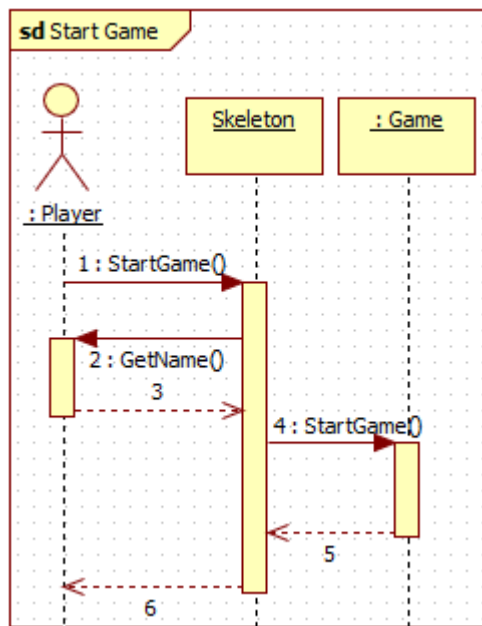 sd Start Game
Skeleton
: Game
: Player
1 : StartGame()
2 : GetName()
3
4 : StartGame()
5
6